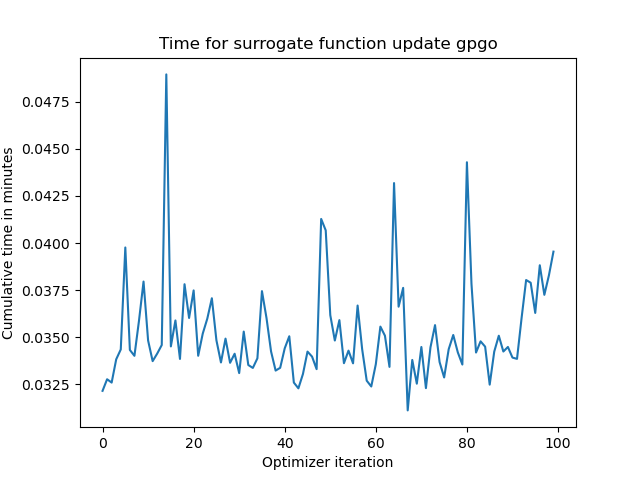 Time for surrogate function update gpgo
0.0475
0.0450
0.0425
0.0400
0.0375
0.0350
0.0325
Cumulative time in minutes
0 20 40 60 80 100
Optimizer iteration